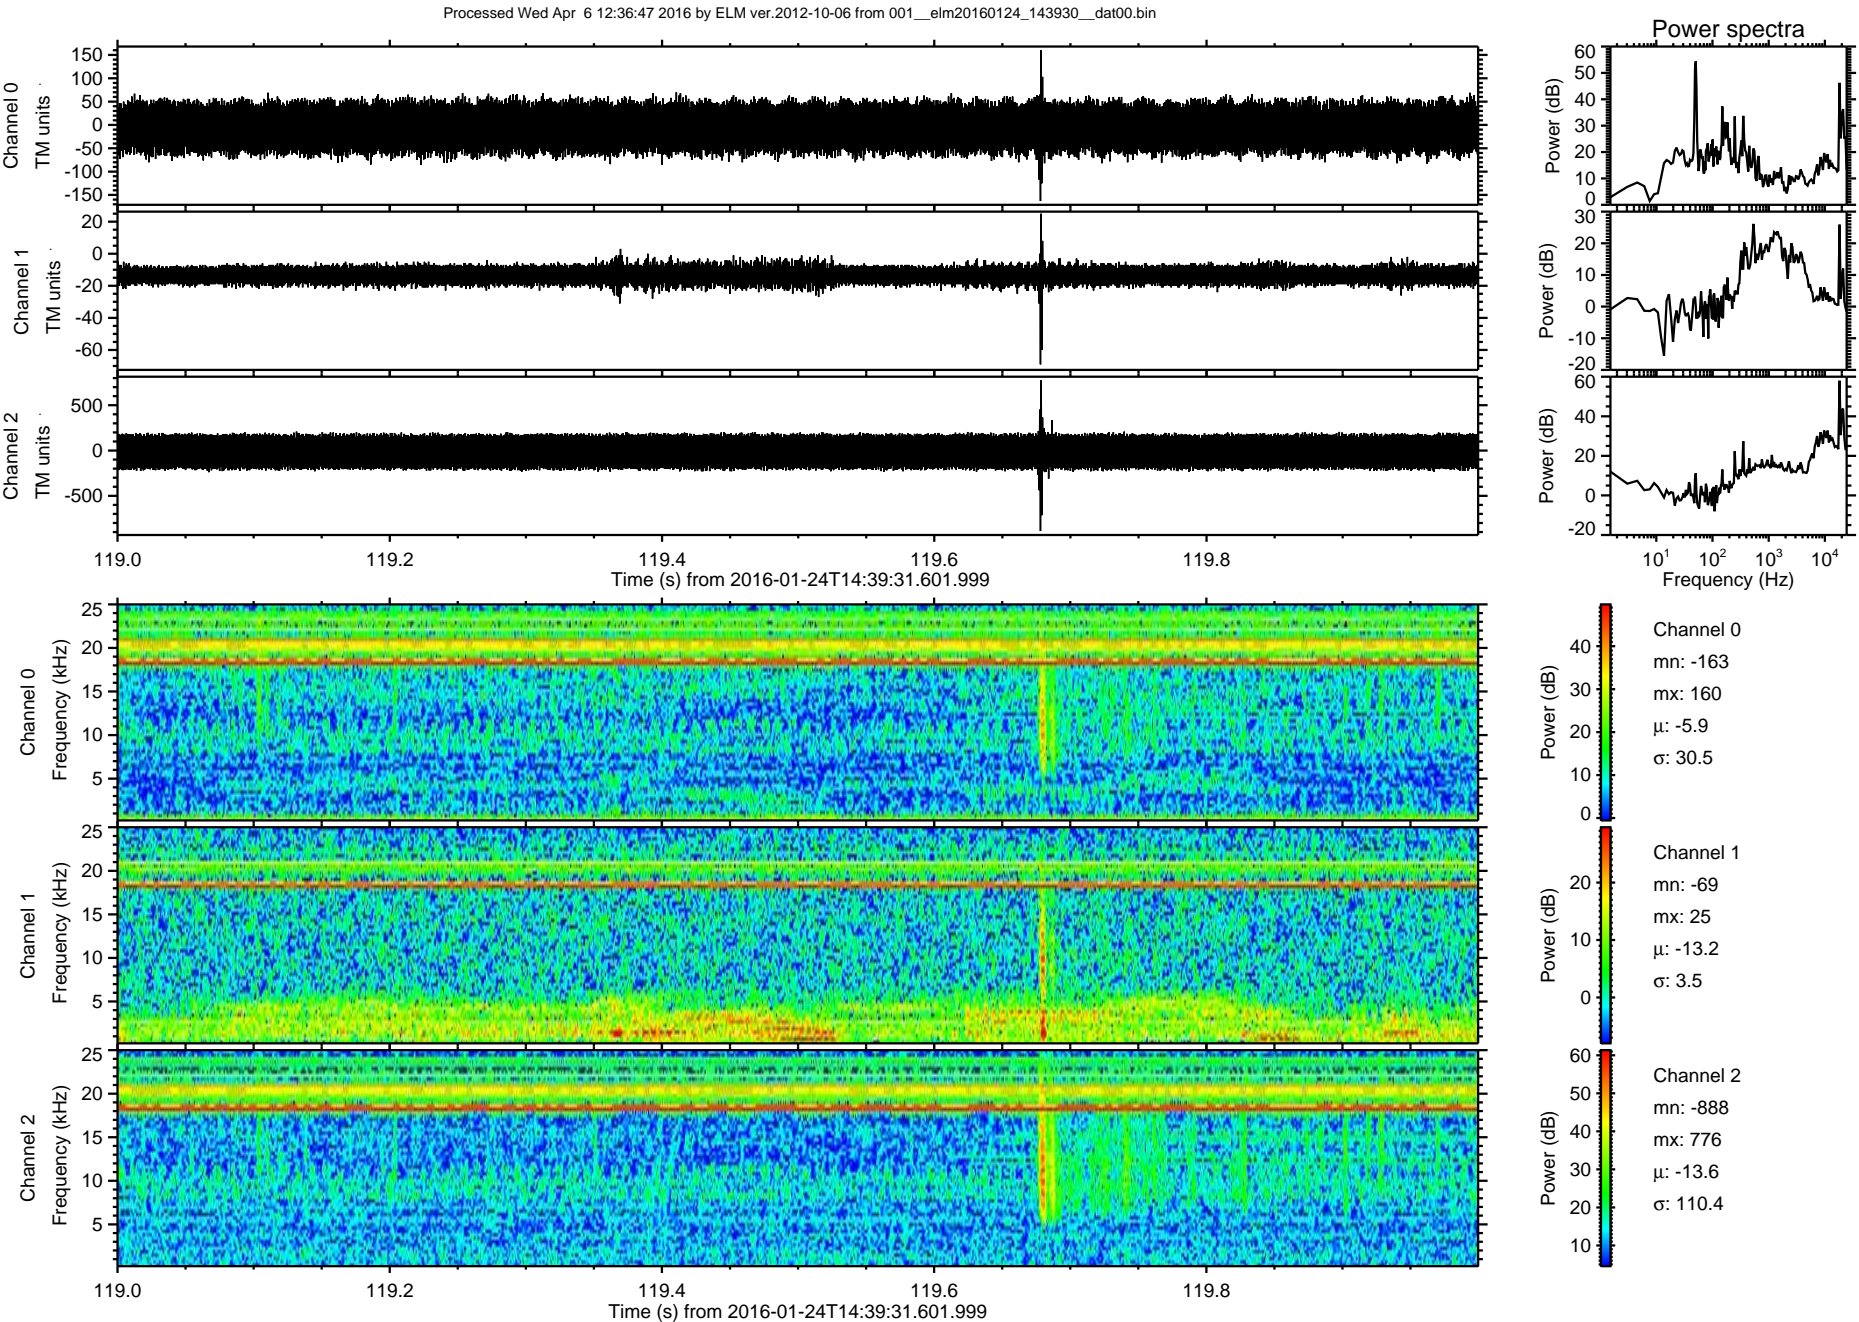 Processed Wed Apr  6 12:36:47 2016 by ELM ver.2012-10-06 from 001__elm20160124_143930__dat00.bin
Power spectra
Channel 0
TM units
150
100
50
0
-50
-100
-150
Power (dB)
60
50
40
30
20
10
0
Channel 1
TM units
20
0
-20
-40
-60
Power (dB)
30
20
10
0
-10
-20
Channel 2
TM units
500
0
-500
Power (dB)
60
40
20
0
-20
119.0 119.2 119.4 119.6 119.8
Time (s) from 2016-01-24T14:39:31.601.999
10¹ 10² 10³ 10⁴
Frequency (Hz)
Channel 0
Frequency (kHz)
25
20
15
10
5
Power (dB)
40
30
20
10
0
Channel 0
mn: -163
mx: 160
µ: -5.9
σ: 30.5
Channel 1
Frequency (kHz)
25
20
15
10
5
Power (dB)
20
10
0
Channel 1
mn: -69
mx: 25
µ: -13.2
σ: 3.5
Channel 2
Frequency (kHz)
25
20
15
10
5
Power (dB)
60
50
40
30
20
10
Channel 2
mn: -888
mx: 776
µ: -13.6
σ: 110.4
119.0 119.2 119.4 119.6 119.8
Time (s) from 2016-01-24T14:39:31.601.999